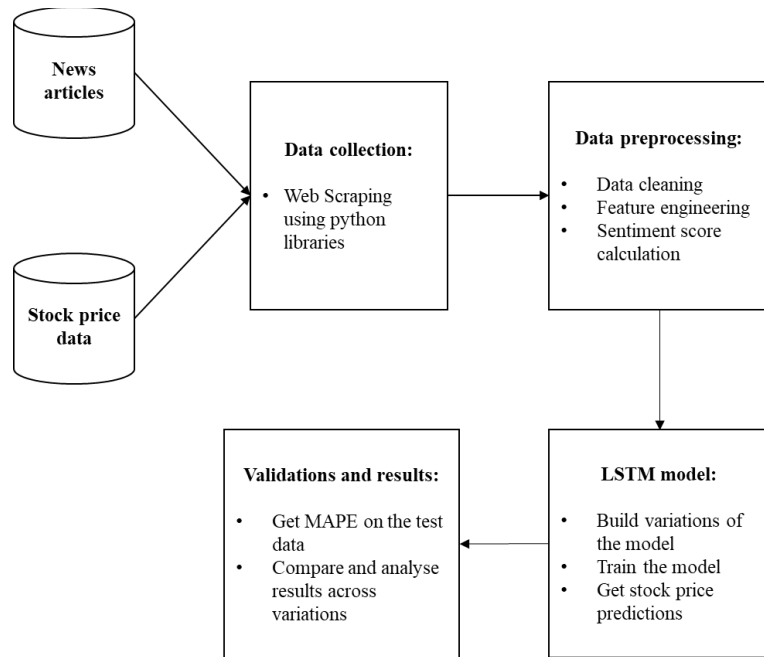 News
articles
Stock price
data
Data collection:
• Web Scraping
using python
libraries
Data preprocessing:
• Data cleaning
• Feature engineering
• Sentiment score
calculation
LSTM model:
• Build variations of
the model
• Train the model
• Get stock price
predictions
Validations and results:
• Get MAPE on the test
data
• Compare and analyse
results across
variations